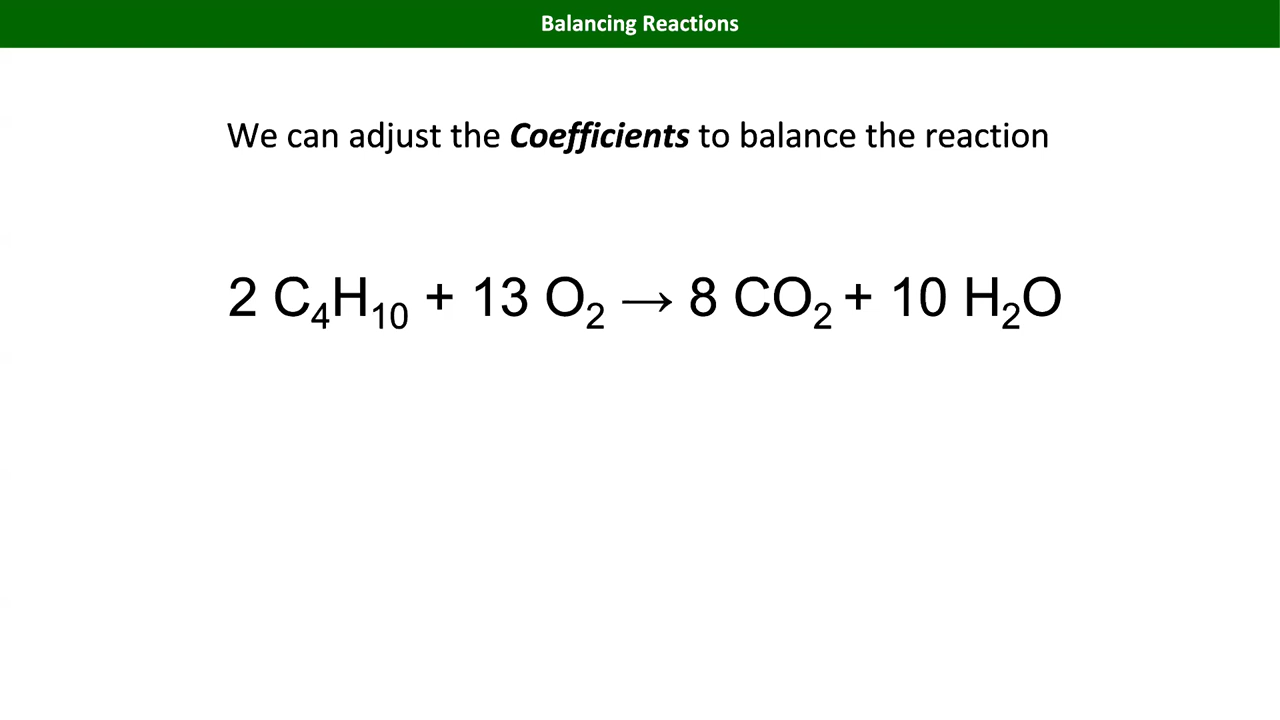 Balancing Reactions
We can adjust the Coefficients to balance the reaction
2 C₄H₁₀ + 13 O₂ → 8 CO₂ + 10 H₂O